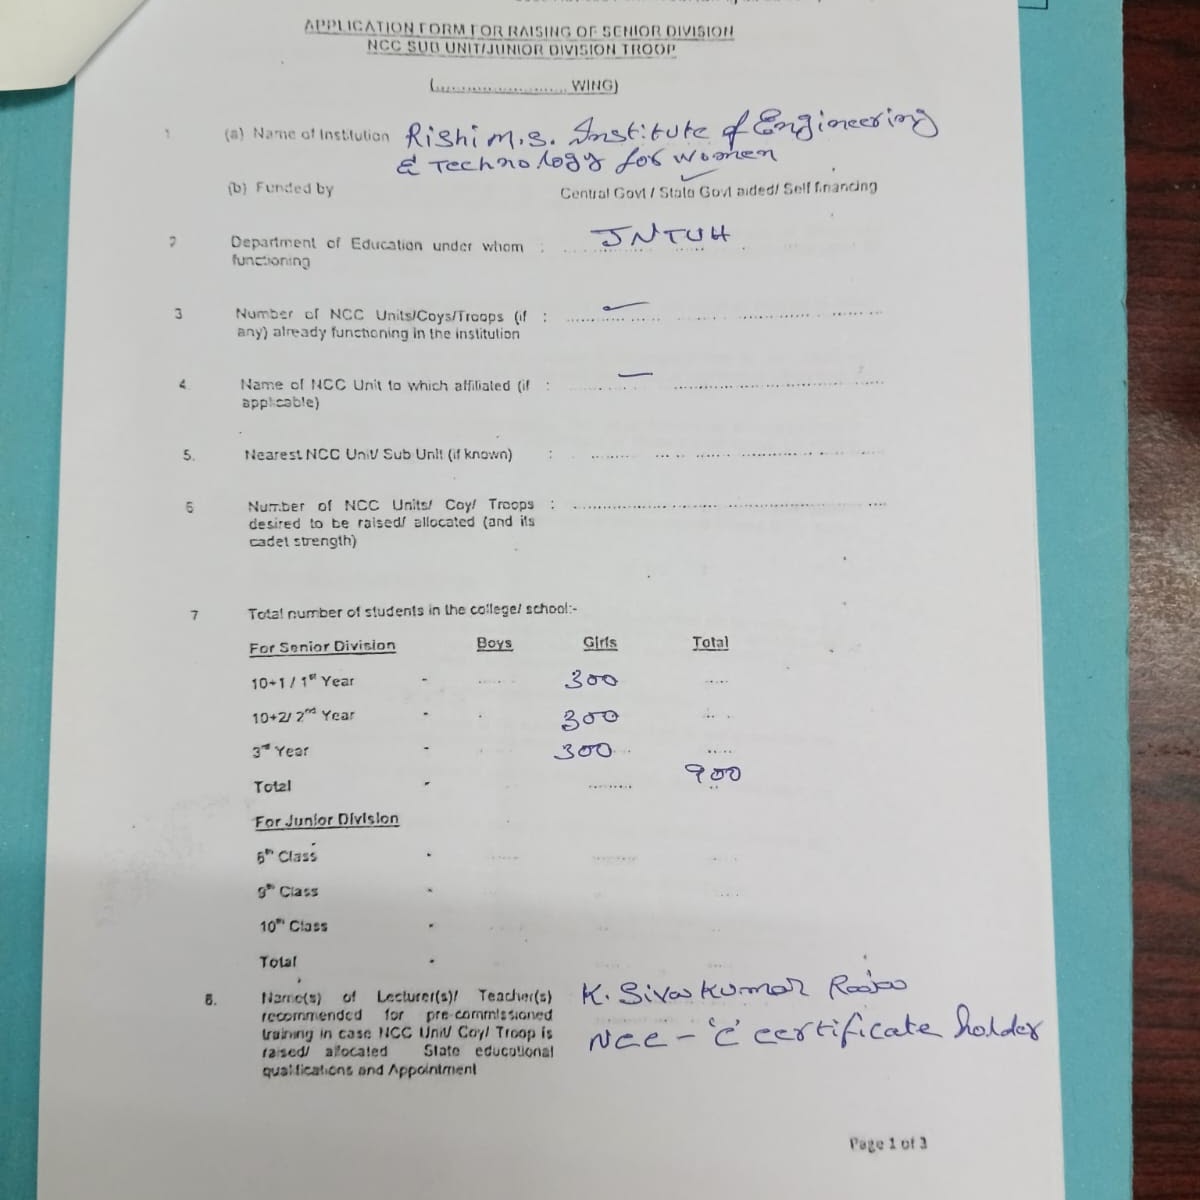 APPLICATION FORM FOR RAISING OF SENIOR DIVISION
NCC SUB UNIT/JUNIOR DIVISION TROOP
(........................ WING)
1 (a) Name of Institution Rishi M.S. Institute of Engineering
& Technology for Women
(b) Funded by Central Govt / State Govt aided/ Self financing
2 Department of Education under whom : JNTUH
functioning
3 Number of NCC Units/Coys/Troops (if : –
any) already functioning in the institution
4. Name of NCC Unit to which affiliated (if : –
applicable)
5. Nearest NCC Unit/ Sub Unit (if known) :
6 Number of NCC Units/ Coy/ Troops :
desired to be raised/ allocated (and its
cadet strength)
7 Total number of students in the college/ school:-
For Senior Division Boys Girls Total
10+1 / 1st Year - 300
10+2/ 2nd Year - 300
3rd Year - 300
900
Total -
For Junior Division
8th Class -
9th Class -
10th Class -
Total -
8. Name(s) of Lecturer(s)/ Teacher(s) K. Siva Kumar Raja
recommended for pre-commissioned
training in case NCC Unit/ Coy/ Troop is NCC - 'C' certificate holder
raised/ allocated State educational
qualifications and Appointment
Page 1 of 3